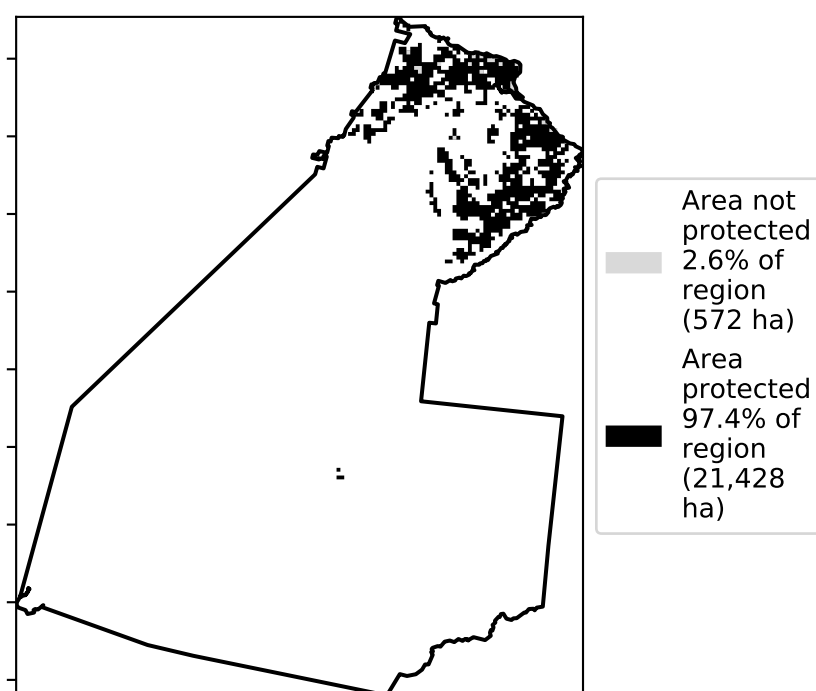 Area not
protected
2.6% of
region
(572 ha)
Area
protected
97.4% of
region
(21,428
ha)